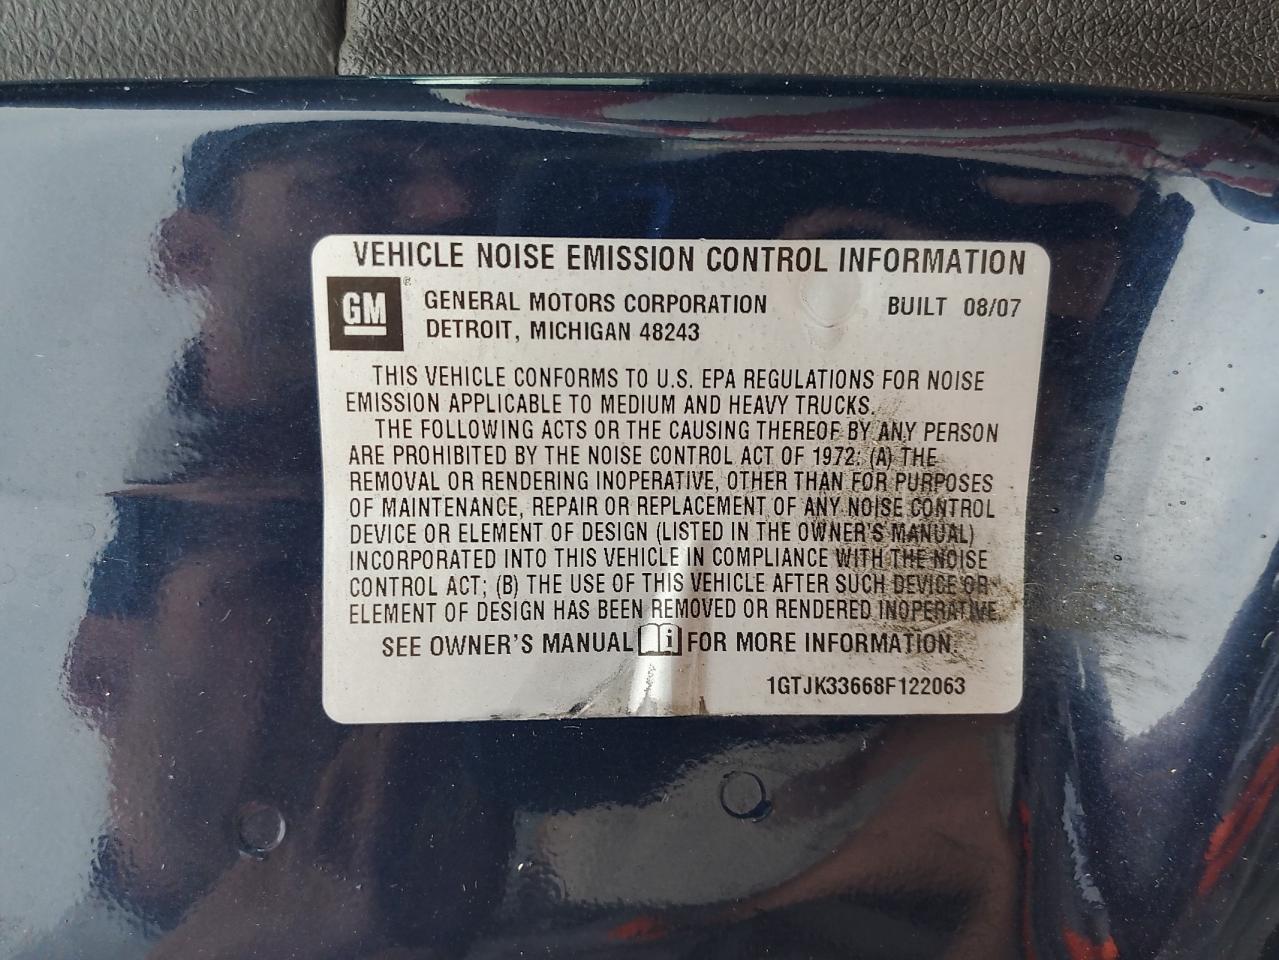 VEHICLE NOISE EMISSION CONTROL INFORMATION
GM ®
GENERAL MOTORS CORPORATION BUILT 08/07
DETROIT, MICHIGAN 48243
THIS VEHICLE CONFORMS TO U.S. EPA REGULATIONS FOR NOISE
EMISSION APPLICABLE TO MEDIUM AND HEAVY TRUCKS.
THE FOLLOWING ACTS OR THE CAUSING THEREOF BY ANY PERSON
ARE PROHIBITED BY THE NOISE CONTROL ACT OF 1972; (A) THE
REMOVAL OR RENDERING INOPERATIVE, OTHER THAN FOR PURPOSES
OF MAINTENANCE, REPAIR OR REPLACEMENT OF ANY NOISE CONTROL
DEVICE OR ELEMENT OF DESIGN (LISTED IN THE OWNER'S MANUAL)
INCORPORATED INTO THIS VEHICLE IN COMPLIANCE WITH THE NOISE
CONTROL ACT; (B) THE USE OF THIS VEHICLE AFTER SUCH DEVICE OR
ELEMENT OF DESIGN HAS BEEN REMOVED OR RENDERED INOPERATIVE.
SEE OWNER'S MANUAL i FOR MORE INFORMATION.
1GTJK33668F122063